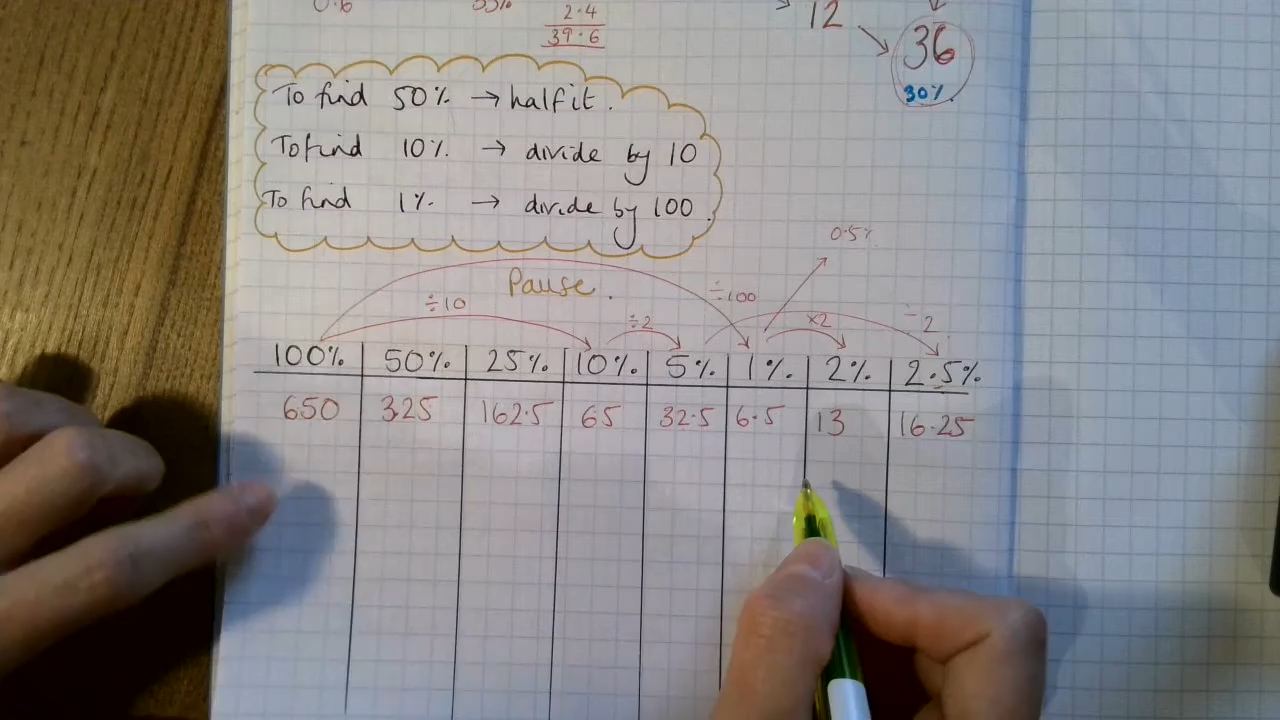 2.4
39.6
12
36
30%.
To find 50% → half it.
To find 10% → divide by 10
To find 1% → divide by 100.
0.5%
Pause.
÷100
÷10
÷2
×2
÷2
100% 50% 25% 10% 5% 1% 2% 2.5%
650 325 162.5 65 32.5 6.5 13 16.25